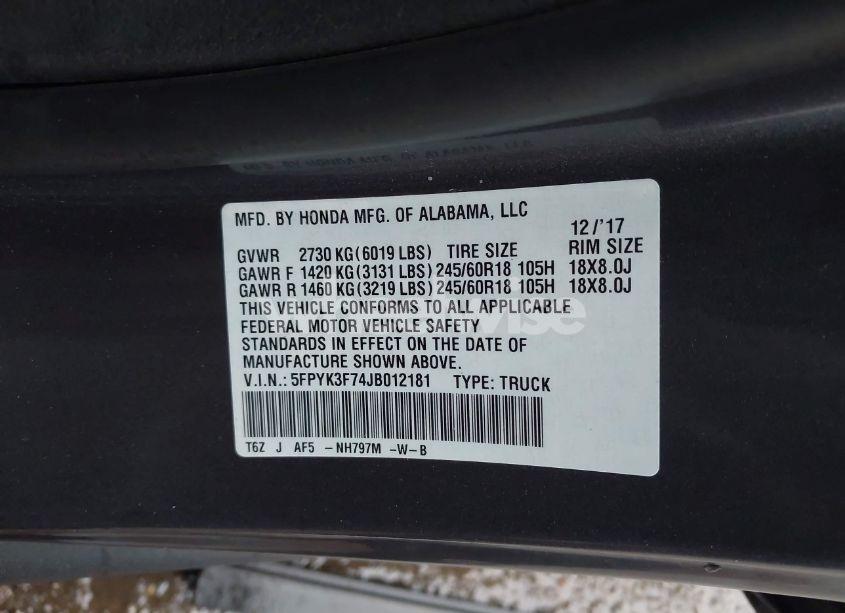 MFD. BY HONDA MFG. OF ALABAMA, LLC
12/'17
GVWR 2730 KG(6019 LBS) TIRE SIZE RIM SIZE
GAWR F 1420 KG(3131 LBS) 245/60R18 105H 18X8.0J
GAWR R 1460 KG(3219 LBS) 245/60R18 105H 18X8.0J
THIS VEHICLE CONFORMS TO ALL APPLICABLE
FEDERAL MOTOR VEHICLE SAFETY
STANDARDS IN EFFECT ON THE DATE OF
MANUFACTURE SHOWN ABOVE.
V.I.N.: 5FPYK3F74JB012181 TYPE: TRUCK
T6Z J AF5 -NH797M -W-B